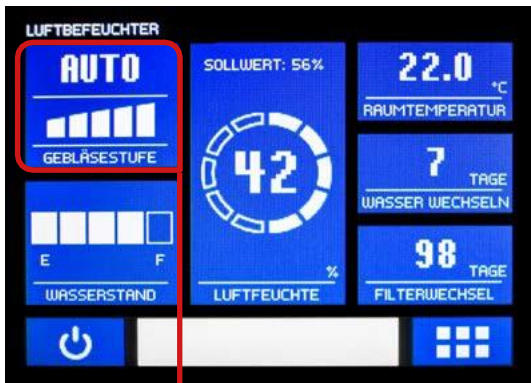 LUFTBEFEUCHTER
AUTO
GEBLÄSESTUFE
E F
WASSERSTAND
SOLLWERT: 56%
42
%
LUFTFEUCHTE
22.0 °C
RAUMTEMPERATUR
7 TAGE
WASSER WECHSELN
98 TAGE
FILTERWECHSEL